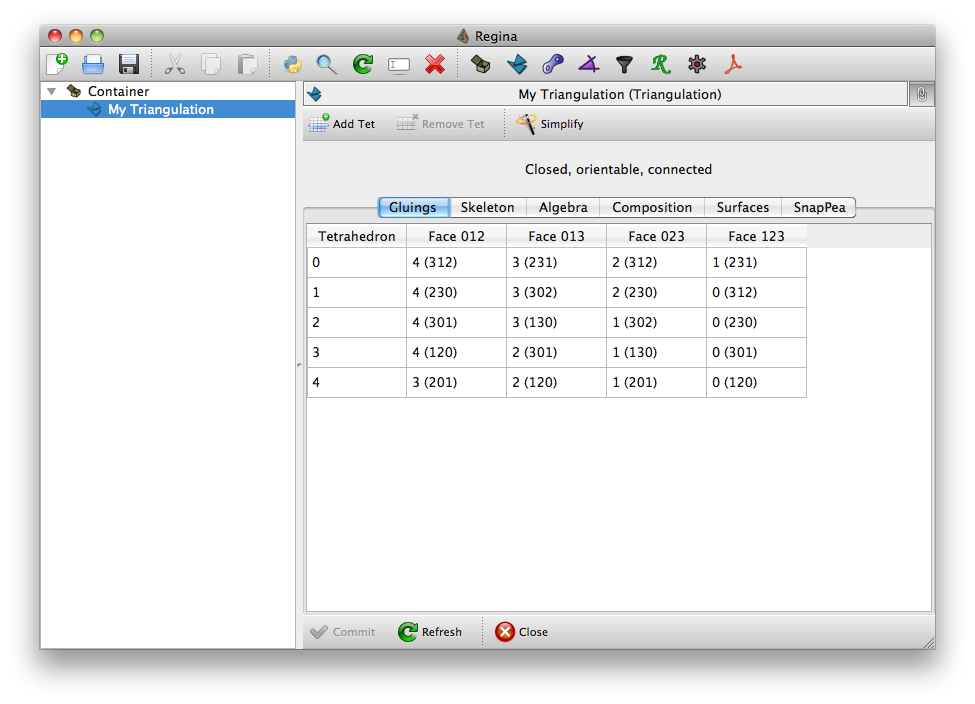 Regina
Container
My Triangulation
My Triangulation (Triangulation)
Add Tet Remove Tet Simplify
Closed, orientable, connected
Gluings Skeleton Algebra Composition Surfaces SnapPea
Tetrahedron Face 012 Face 013 Face 023 Face 123
0 4 (312) 3 (231) 2 (312) 1 (231)
1 4 (230) 3 (302) 2 (230) 0 (312)
2 4 (301) 3 (130) 1 (302) 0 (230)
3 4 (120) 2 (301) 1 (130) 0 (301)
4 3 (201) 2 (120) 1 (201) 0 (120)
Commit Refresh Close